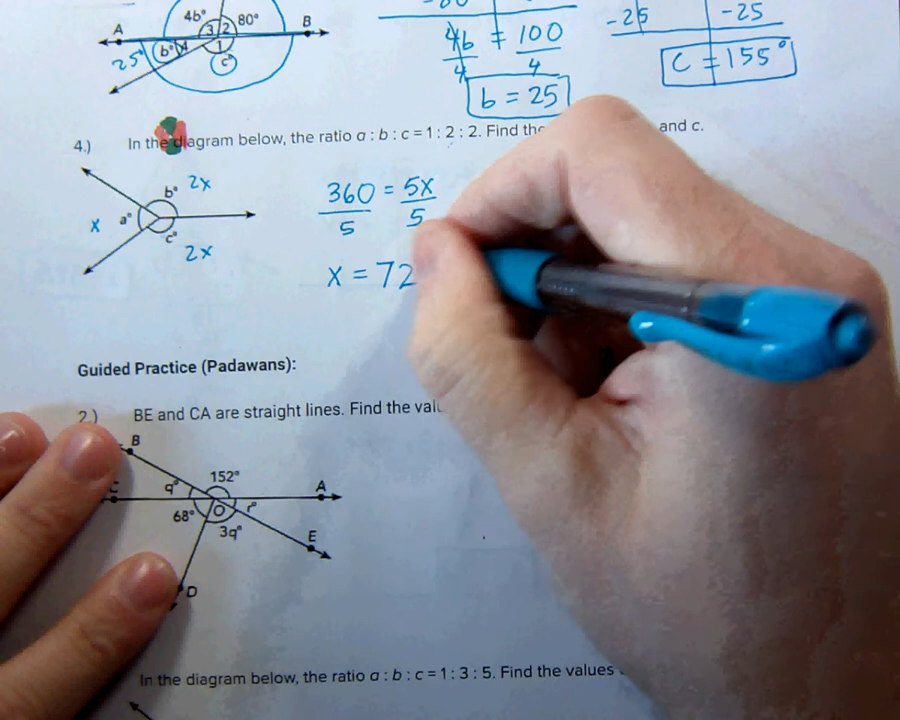 4b° 3 2 80°
A B
25° b° 4 1
c°
4b = 100
4 4
b = 25
-25 -25
C = 155°
4.) In the diagram below, the ratio a : b : c = 1 : 2 : 2. Find the and c.
b° 2x
x a°
c°
2x
360 = 5x
5 5
x = 72
Guided Practice (Padawans):
2.) BE and CA are straight lines. Find the
B
152°
q° A
C r°
68° O
3q° E
D
In the diagram below, the ratio a : b : c = 1 : 3 : 5. Find the values